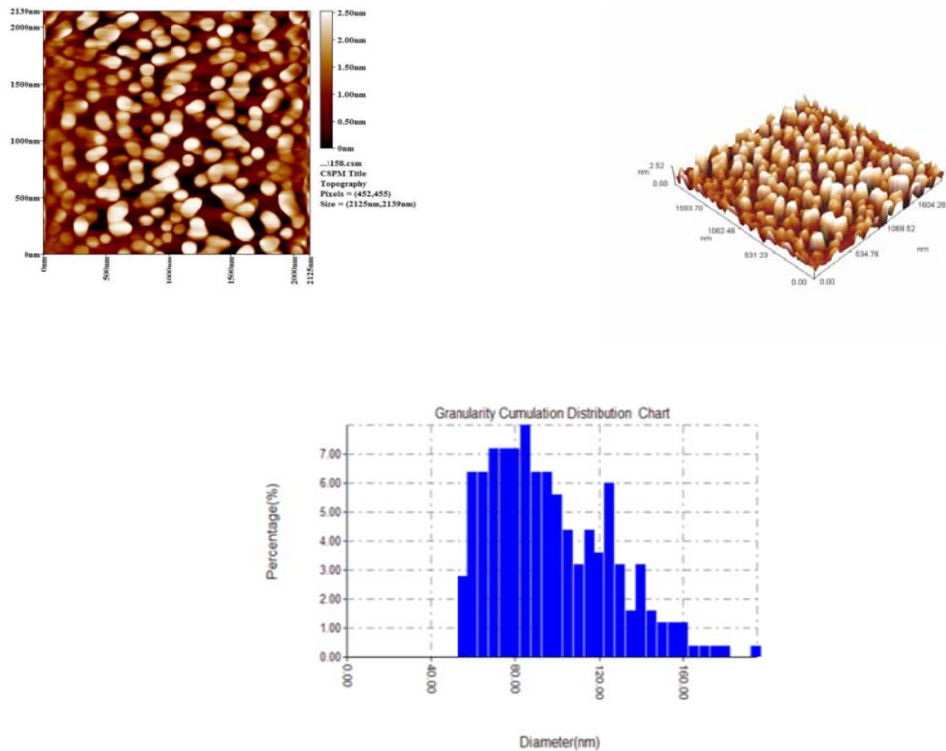 2139nm
2000nm
1500nm
1000nm
500nm
0nm
0nm
500nm
1000nm
1500nm
2000nm
2125nm
2.50nm
2.00nm
1.50nm
1.00nm
0.50nm
0nm
...\158.csm
CSPM Title
Topography
Pixels = (452,455)
Size = (2125nm,2139nm)
2.52
nm
0.00
1593.70
1062.46
nm
531.23
0.00
0.00
534.76
nm
1069.52
1604.28
Granularity Cumulation Distribution Chart
Percentage(%)
7.00
6.00
5.00
4.00
3.00
2.00
1.00
0.00
0.00
40.00
80.00
120.00
160.00
Diameter(nm)